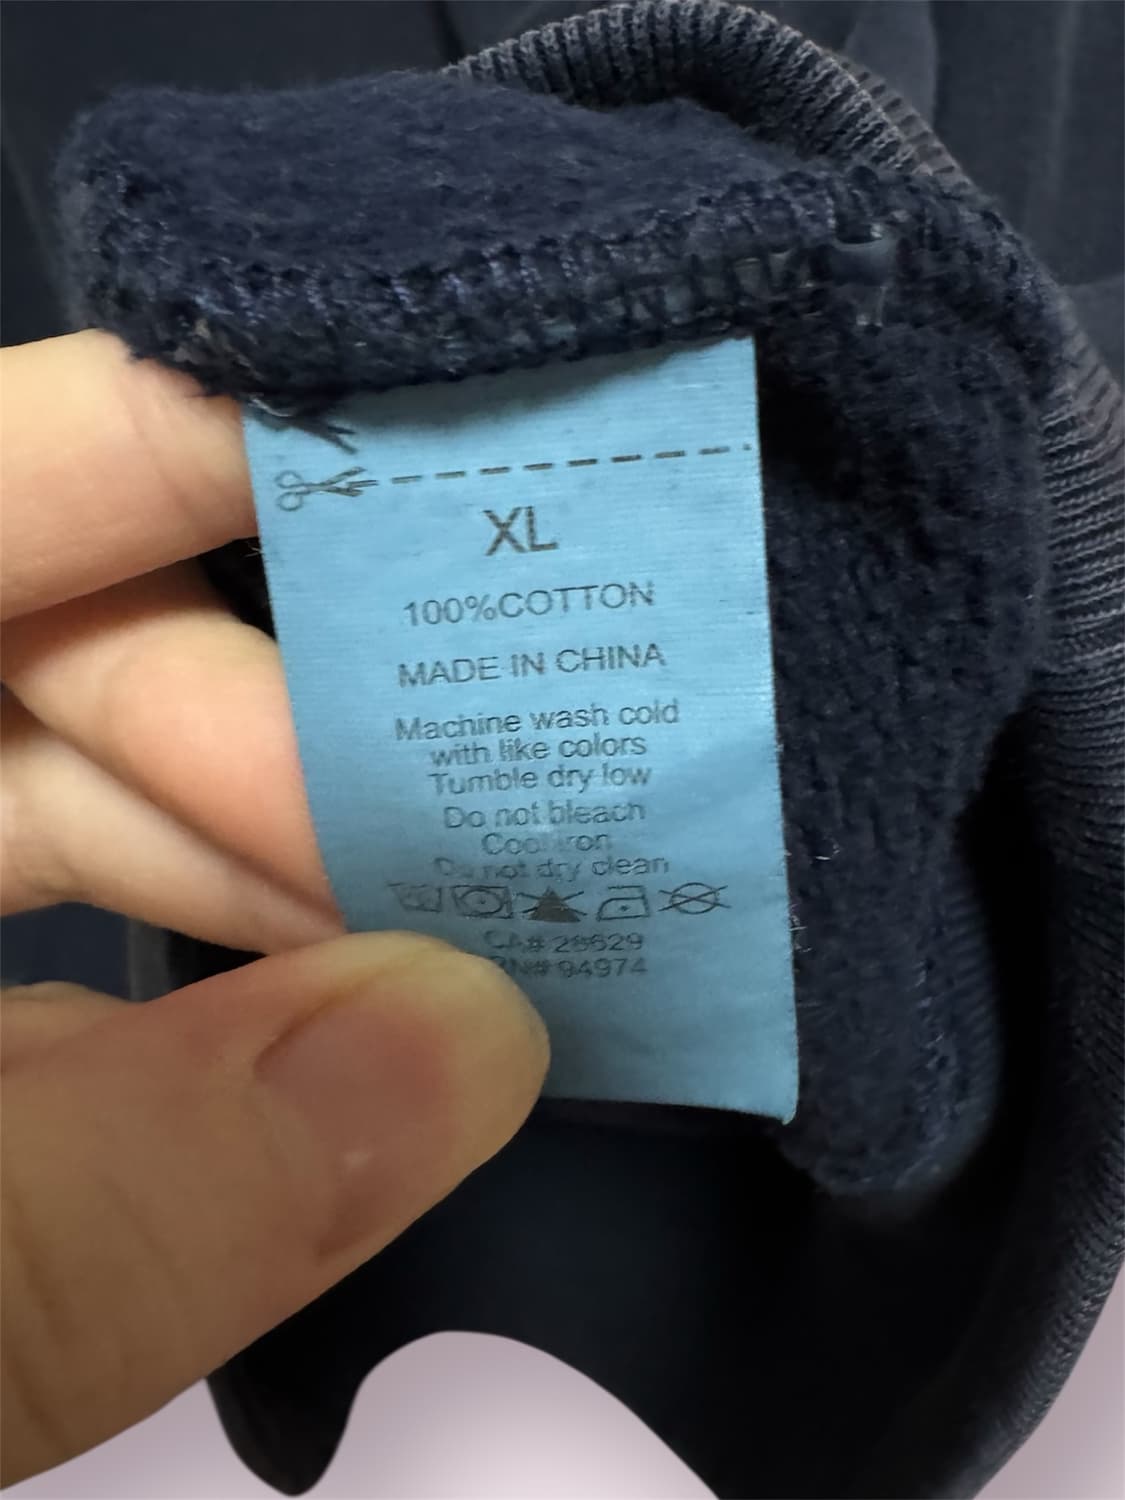 XL
100%COTTON
MADE IN CHINA
Machine wash cold
with like colors
Tumble dry low
Do not bleach
Cool iron
Do not dry clean
CA# 28629
RN# 94974